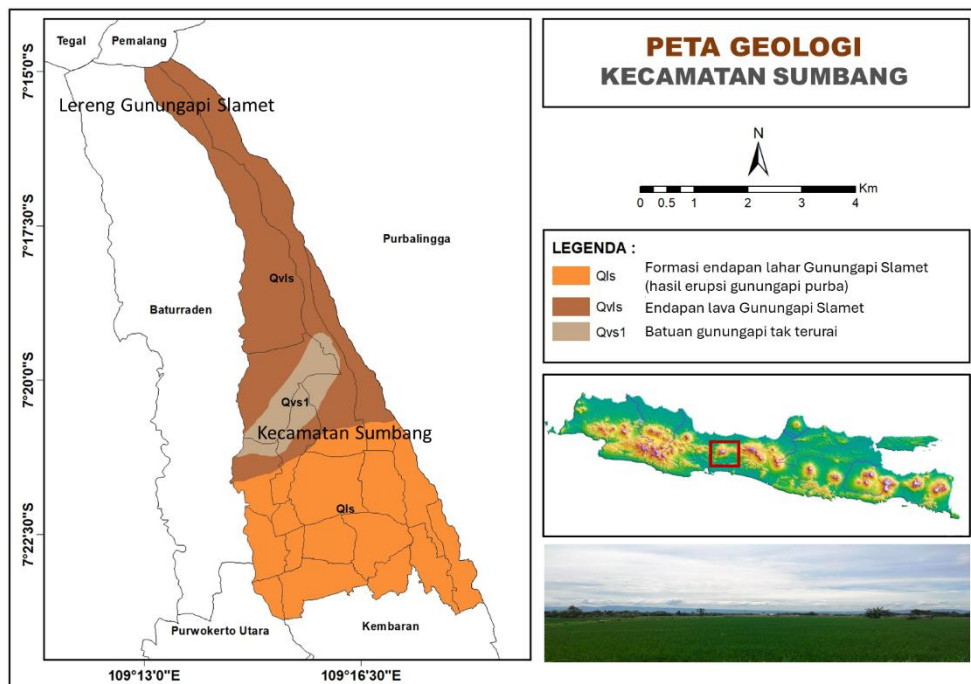 PETA GEOLOGI
KECAMATAN SUMBANG
N
Km
0 0.5 1 2 3 4
LEGENDA :
Qls Formasi endapan lahar Gunungapi Slamet
(hasil erupsi gunungapi purba)
Qvls Endapan lava Gunungapi Slamet
Qvs1 Batuan gunungapi tak terurai
Tegal
Pemalang
Lereng Gunungapi Slamet
Purbalingga
Qvls
Baturraden
Qvs1
Kecamatan Sumbang
Qls
Purwokerto Utara
Kembaran
7°15'0"S
7°17'30"S
7°20'0"S
7°22'30"S
109°13'0"E
109°16'30"E